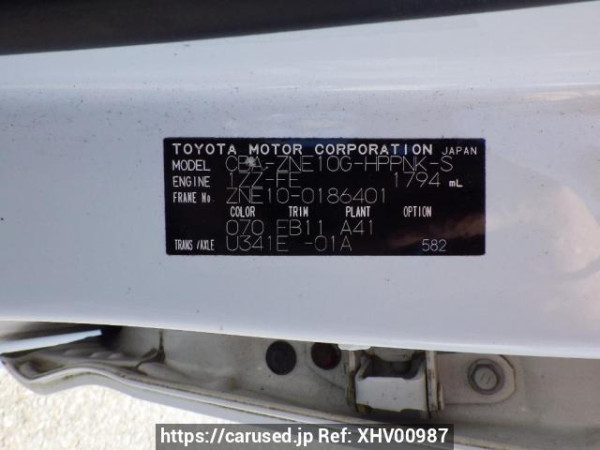 TOYOTA MOTOR CORPORATION JAPAN
MODEL CBA-ZNE10G-HPPNK-S
ENGINE 1ZZ-FE 1794 mL
FRAME No. ZNE10-0186401
COLOR TRIM PLANT OPTION
070 FB11 A41
TRANS/AXLE U341E -01A 582
https://carused.jp Ref: XHV00987